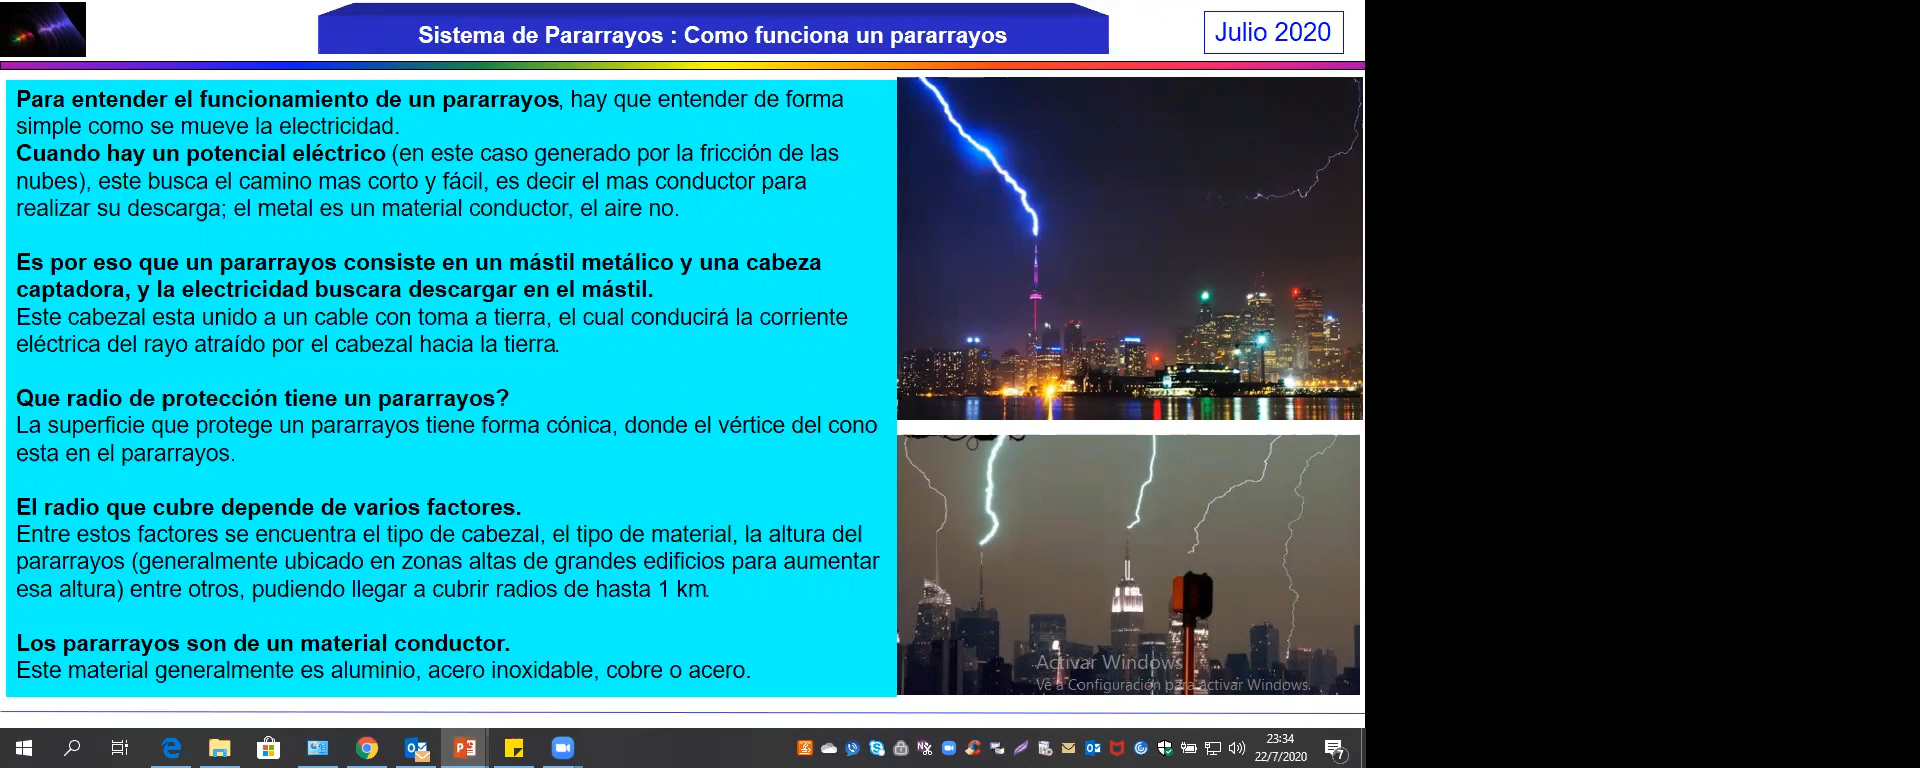 Sistema de Pararrayos : Como funciona un pararrayos
Julio 2020
Para entender el funcionamiento de un pararrayos, hay que entender de forma
simple como se mueve la electricidad.
Cuando hay un potencial eléctrico (en este caso generado por la fricción de las
nubes), este busca el camino mas corto y fácil, es decir el mas conductor para
realizar su descarga; el metal es un material conductor, el aire no.
Es por eso que un pararrayos consiste en un mástil metálico y una cabeza
captadora, y la electricidad buscara descargar en el mástil.
Este cabezal esta unido a un cable con toma a tierra, el cual conducirá la corriente
eléctrica del rayo atraído por el cabezal hacia la tierra.
Que radio de protección tiene un pararrayos?
La superficie que protege un pararrayos tiene forma cónica, donde el vértice del cono
esta en el pararrayos.
El radio que cubre depende de varios factores.
Entre estos factores se encuentra el tipo de cabezal, el tipo de material, la altura del
pararrayos (generalmente ubicado en zonas altas de grandes edificios para aumentar
esa altura) entre otros, pudiendo llegar a cubrir radios de hasta 1 km.
Los pararrayos son de un material conductor.
Este material generalmente es aluminio, acero inoxidable, cobre o acero.
Activar Windows
Ve a Configuración para activar Windows.
23:34
22/7/2020
7